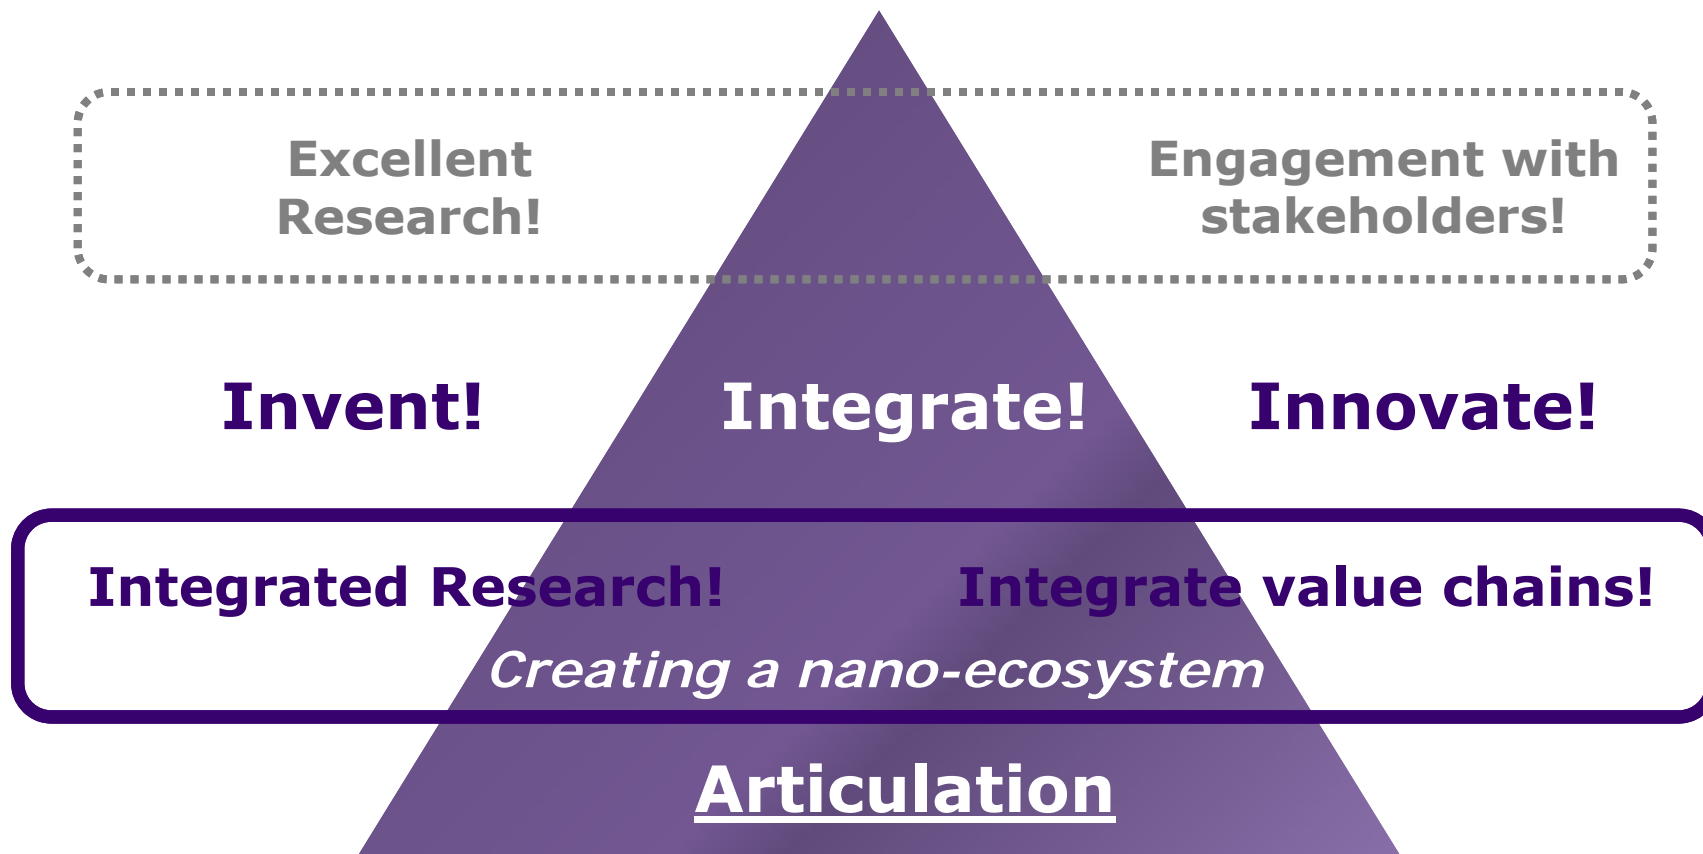 Excellent
Research!
Engagement with
stakeholders!
Invent!
Integrate!
Innovate!
Integrated Research!
Integrate value chains!
Creating a nano-ecosystem
Articulation